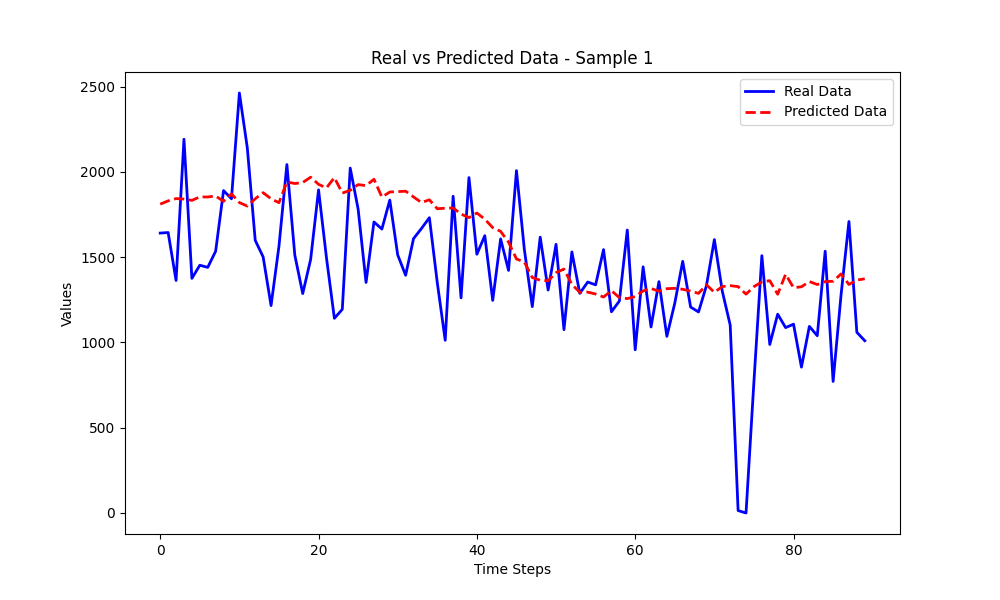 Real vs Predicted Data - Sample 1
Real Data
Predicted Data
2500
2000
1500
1000
500
0
Values
0 20 40 60 80
Time Steps